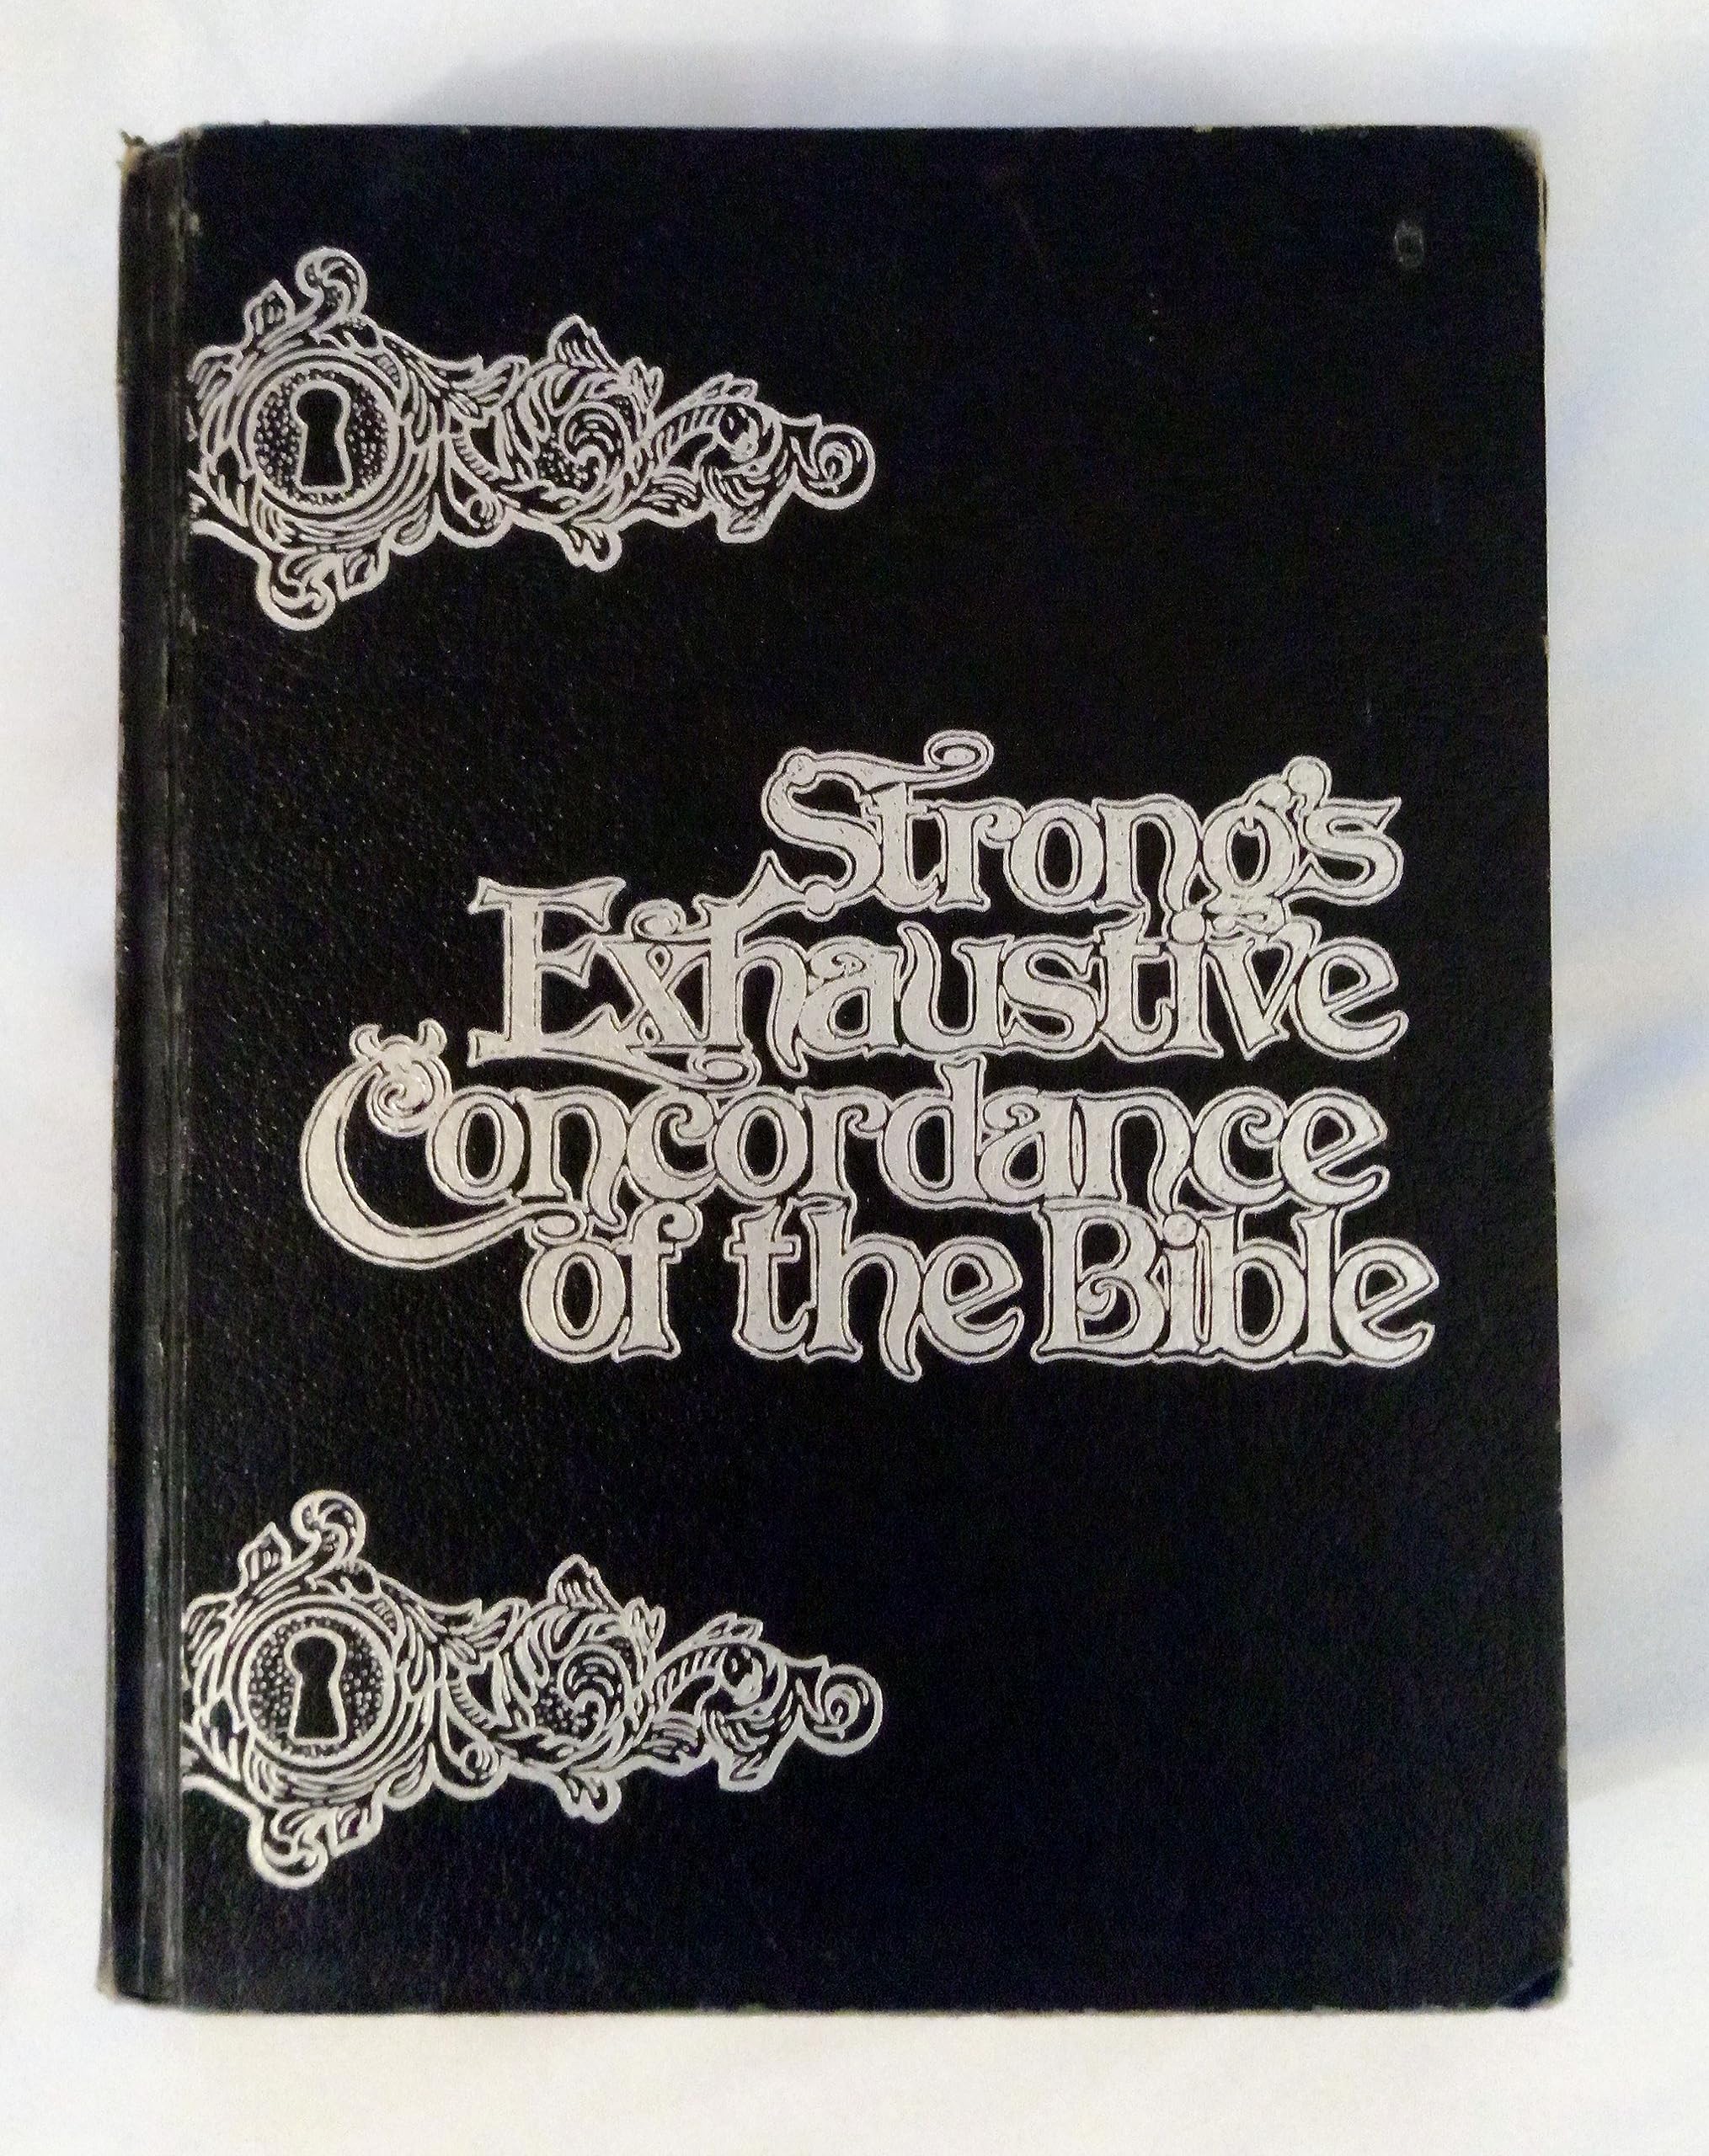 Strong's
Exhaustive
Concordance
of the Bible